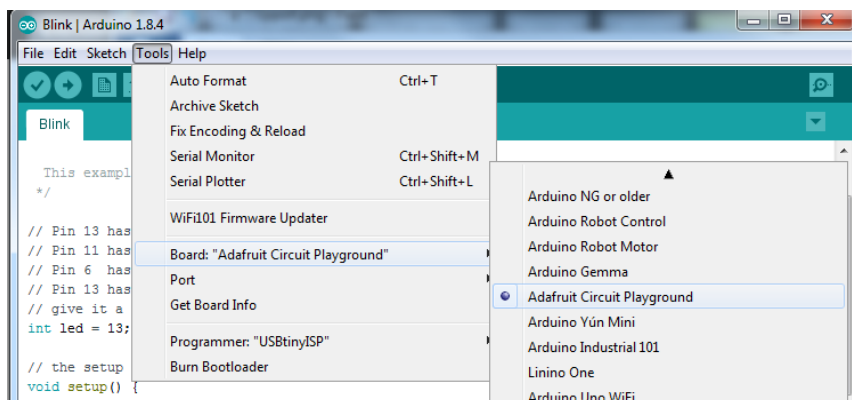 Blink | Arduino 1.8.4
File Edit Sketch Tools Help
Auto Format Ctrl+T
Archive Sketch
Blink
Fix Encoding & Reload
Serial Monitor Ctrl+Shift+M
This exampl
Serial Plotter Ctrl+Shift+L
*/
Arduino NG or older
WiFi101 Firmware Updater
Arduino Robot Control
// Pin 13 has
// Pin 11 has
Board: "Adafruit Circuit Playground"
Arduino Robot Motor
// Pin 6 has
Port
Arduino Gemma
// Pin 13 has
Adafruit Circuit Playground
// give it a
Get Board Info
int led = 13;
Arduino Yún Mini
Programmer: "USBtinyISP"
Arduino Industrial 101
// the setup
Burn Bootloader
Linino One
void setup() {
Arduino Uno WiFi